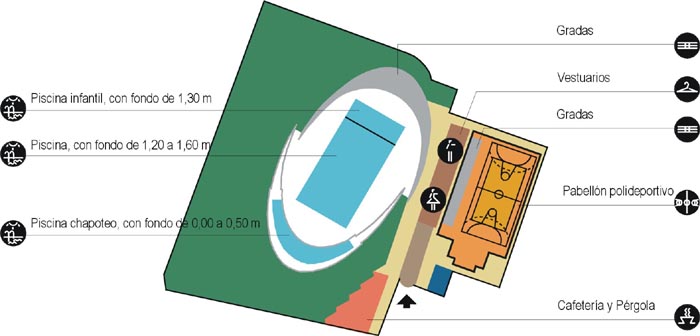 Gradas
Vestuarios
Piscina infantil, con fondo de 1,30 m
Gradas
Piscina, con fondo de 1,20 a 1,60 m
Pabellón polideportivo
Piscina chapoteo, con fondo de 0,00 a 0,50 m
Cafetería y Pérgola